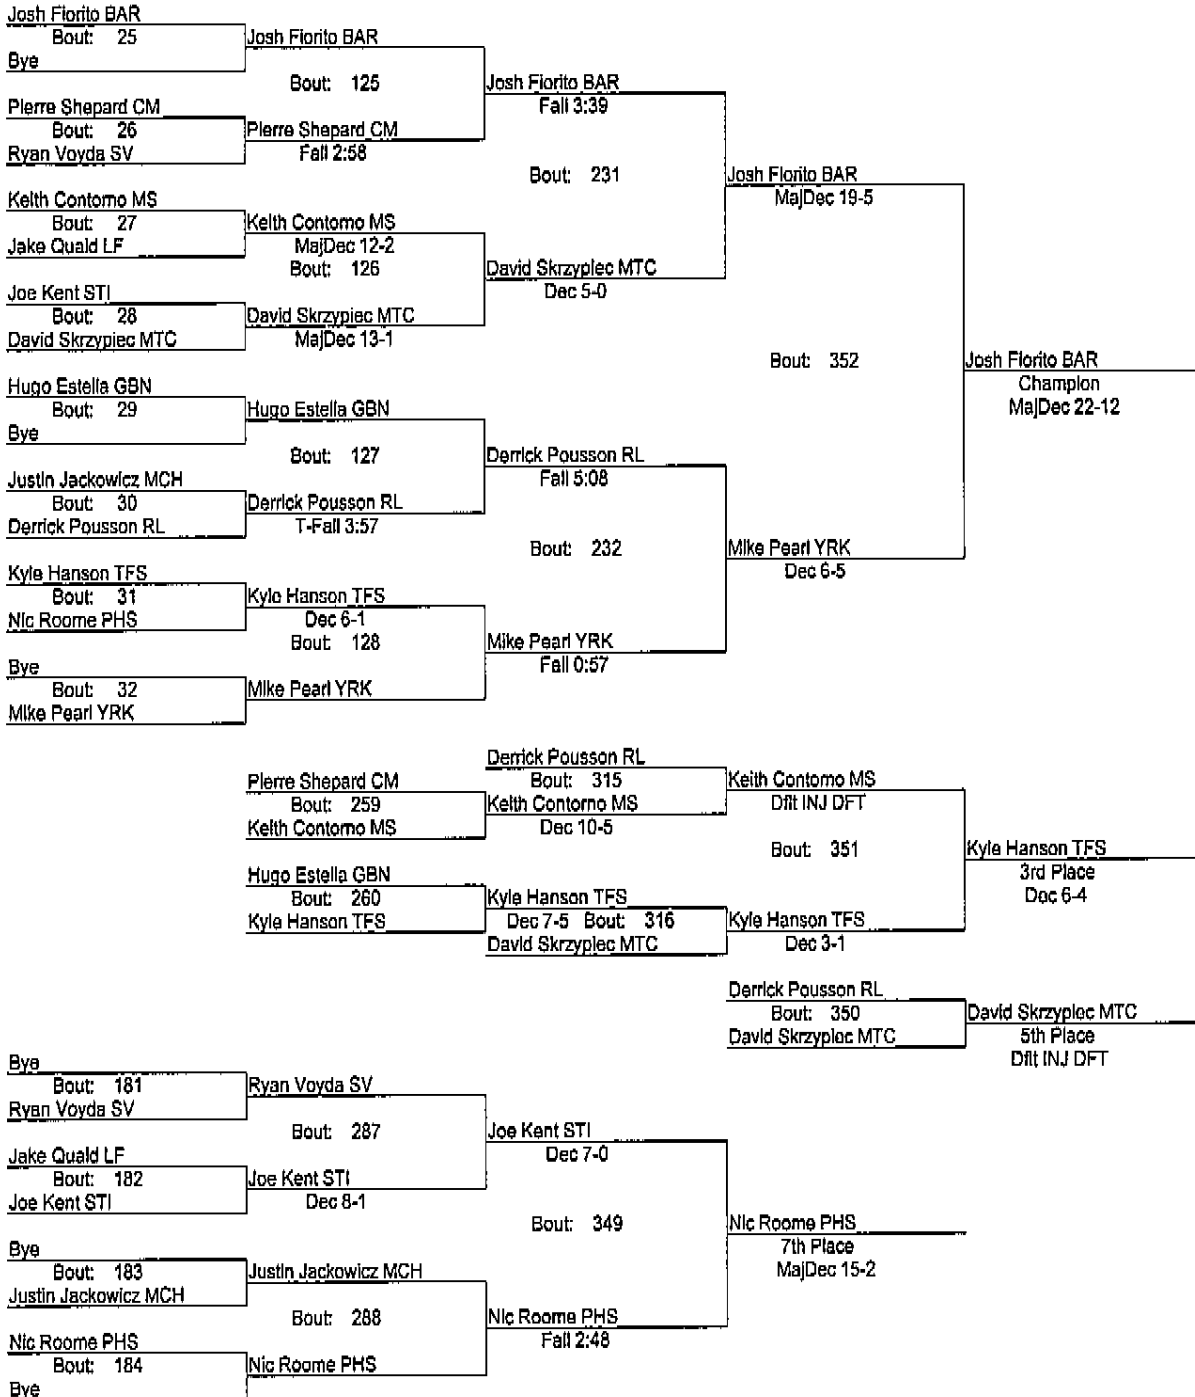 Josh Fiorito BAR
Bout: 25
Bye
Josh Fiorito BAR
Bout: 125
Pierre Shepard CM
Bout: 26
Ryan Voyda SV
Pierre Shepard CM
Fall 2:58
Josh Fiorito BAR
Fall 3:39
Bout: 231
Keith Contorno MS
Bout: 27
Jake Quaid LF
Keith Contorno MS
MajDec 12-2
Bout: 126
Joe Kent STI
Bout: 28
David Skrzypiec MTC
David Skrzypiec MTC
MajDec 13-1
David Skrzypiec MTC
Dec 5-0
Josh Fiorito BAR
MajDec 19-5
Bout: 352
Josh Fiorito BAR
Champion
MajDec 22-12
Hugo Estella GBN
Bout: 29
Bye
Hugo Estella GBN
Bout: 127
Justin Jackowicz MCH
Bout: 30
Derrick Pousson RL
Derrick Pousson RL
T-Fall 3:57
Derrick Pousson RL
Fall 5:08
Bout: 232
Kyle Hanson TFS
Bout: 31
Nic Roome PHS
Kyle Hanson TFS
Dec 6-1
Bout: 128
Bye
Bout: 32
Mike Pearl YRK
Mike Pearl YRK
Mike Pearl YRK
Fall 0:57
Mike Pearl YRK
Dec 6-5
Pierre Shepard CM
Bout: 259
Keith Contorno MS
Derrick Pousson RL
Bout: 315
Keith Contorno MS
Dec 10-5
Keith Contorno MS
Dflt INJ DFT
Bout: 351
Hugo Estella GBN
Bout: 260
Kyle Hanson TFS
Kyle Hanson TFS
Dec 7-5 Bout: 316
David Skrzypiec MTC
Kyle Hanson TFS
Dec 3-1
Kyle Hanson TFS
3rd Place
Dec 6-4
Derrick Pousson RL
Bout: 350
David Skrzypiec MTC
David Skrzypiec MTC
5th Place
Dflt INJ DFT
Bye
Bout: 181
Ryan Voyda SV
Ryan Voyda SV
Bout: 287
Jake Quaid LF
Bout: 182
Joe Kent STI
Joe Kent STI
Dec 8-1
Joe Kent STI
Dec 7-0
Bout: 349
Bye
Bout: 183
Justin Jackowicz MCH
Justin Jackowicz MCH
Bout: 288
Nic Roome PHS
Bout: 184
Bye
Nic Roome PHS
Nic Roome PHS
Fall 2:48
Nic Roome PHS
7th Place
MajDec 15-2